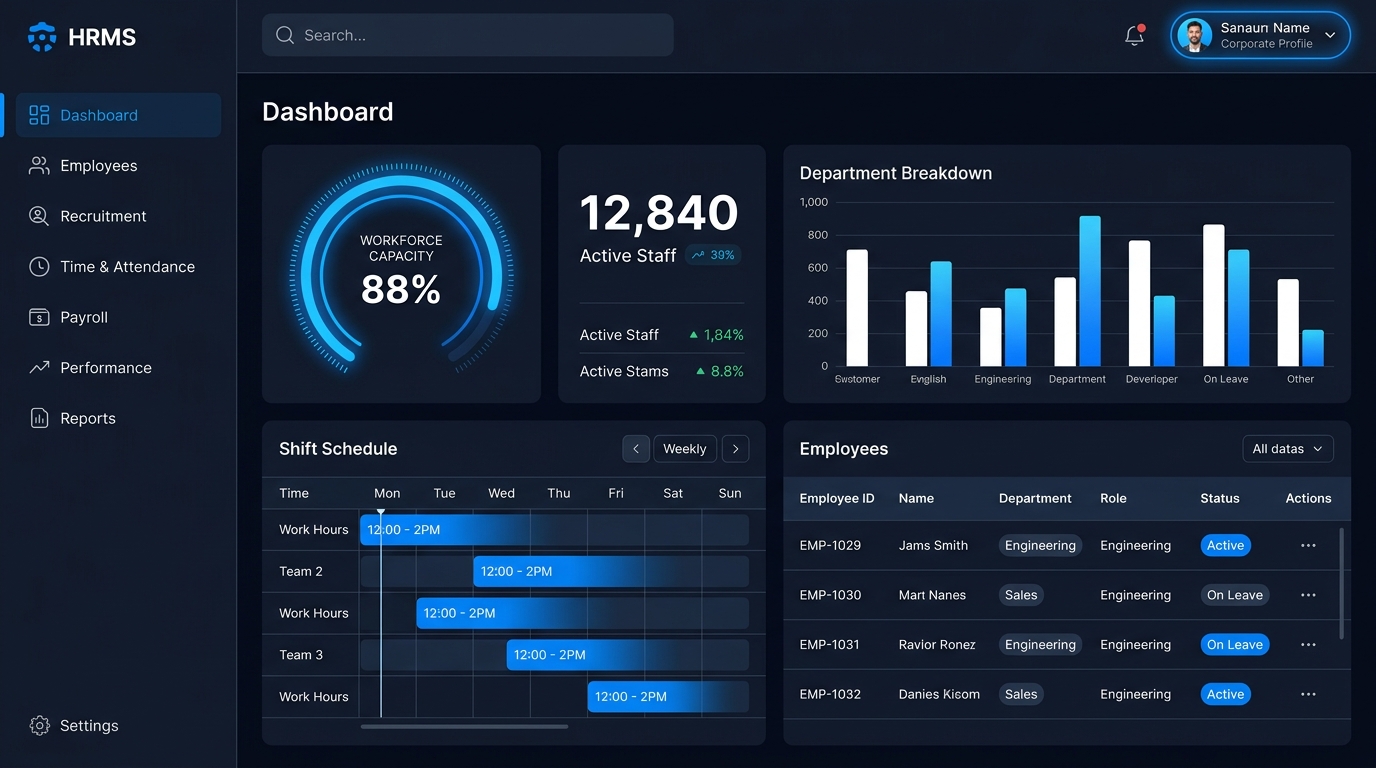 HRMS
Search...
Sanaurı Name
Corporate Profile
Dashboard
Employees
Recruitment
Time & Attendance
Payroll
Performance
Reports
Settings
Dashboard
WORKFORCE
CAPACITY
88%
12,840
Active Staff 39%
Active Staff 1,84%
Active Stams 8.8%
Department Breakdown
1,000
800
600
400
200
0
Swstomer English Engineering Department Deverloper On Leave Other
Shift Schedule
Weekly
Time Mon Tue Wed Thu Fri Sat Sun
Work Hours 12:00 - 2PM
Team 2 12:00 - 2PM
Work Hours 12:00 - 2PM
Team 3 12:00 - 2PM
Work Hours 12:00 - 2PM
Employees
All datas
Employee ID Name Department Role Status Actions
EMP-1029 Jams Smith Engineering Engineering Active ...
EMP-1030 Mart Nanes Sales Engineering On Leave ...
EMP-1031 Ravior Ronez Engineering Engineering On Leave ...
EMP-1032 Danies Kisom Sales Engineering Active ...